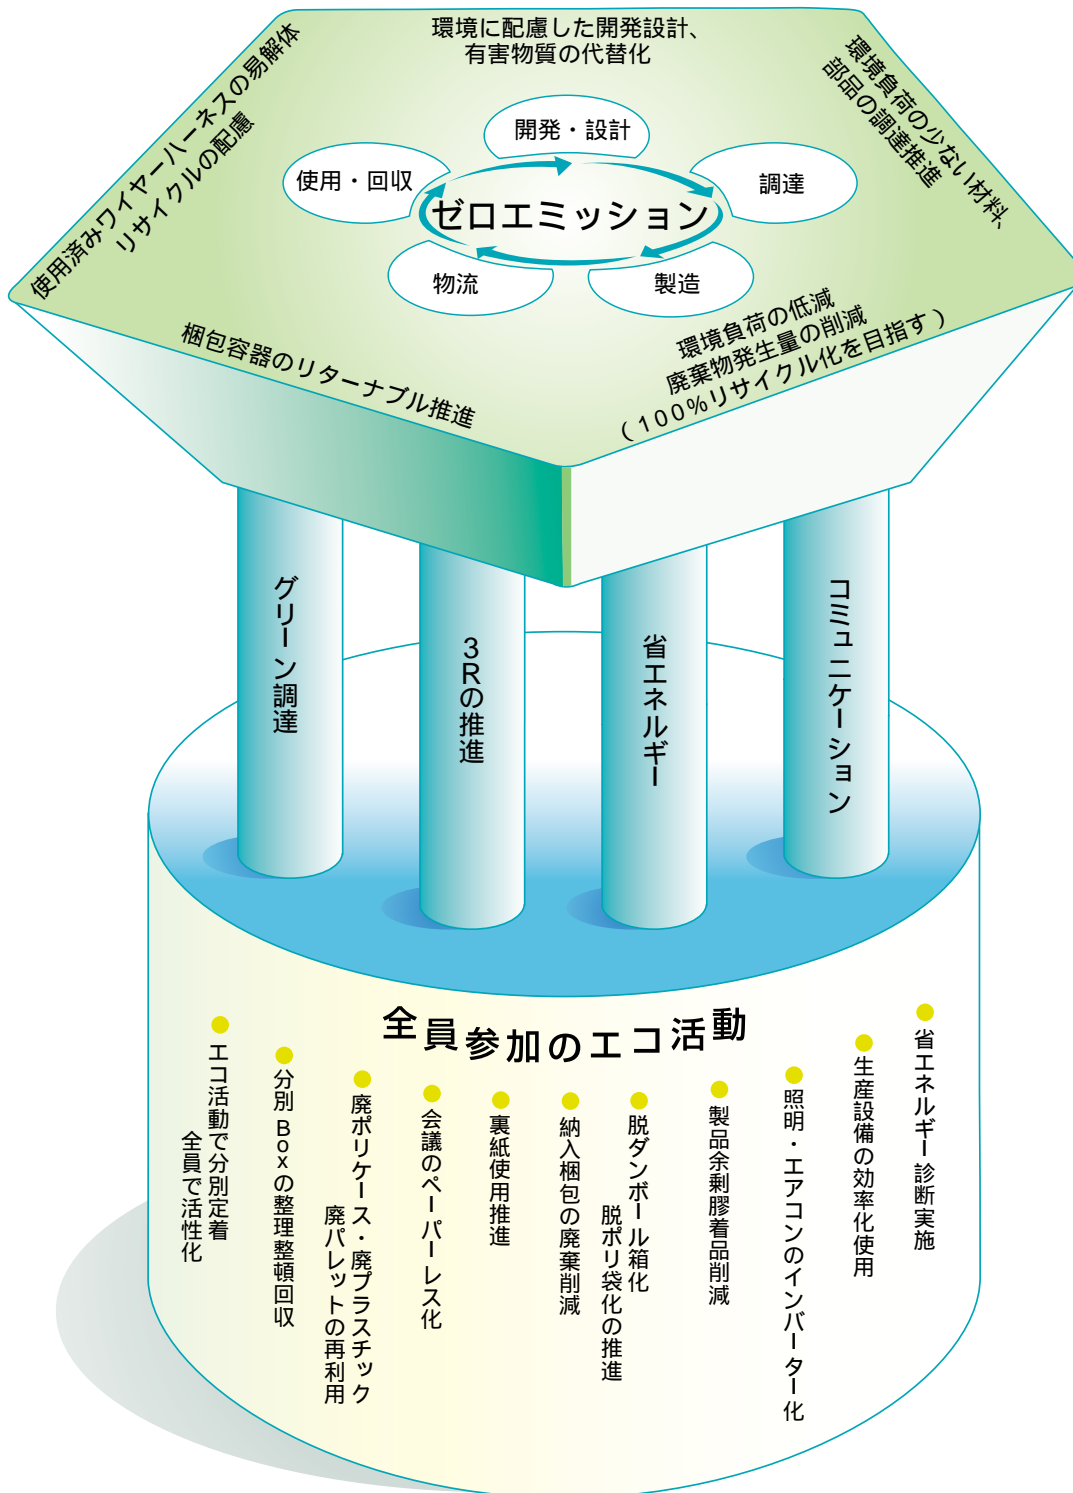 環境に配慮した開発設計、
有害物質の代替化
環境負荷の少ない材料、
部品の調達推進
使用済みワイヤーハーネスの易解体
リサイクルの配慮
開発・設計
使用・回収
調達
ゼロエミッション
物流
製造
梱包容器のリターナブル推進
環境負荷の低減
廃棄物発生量の削減
(100%リサイクル化を目指す)
グリーン調達
3Rの推進
省エネルギー
コミュニケーション
全員参加のエコ活動
●エコ活動で分別定着
全員で活性化
●分別Boxの整理整頓回収
●廃ポリケース・廃プラスチック
廃パレットの再利用
●会議のペーパーレス化
●裏紙使用推進
●納入梱包の廃棄削減
●脱ダンボール箱化
脱ポリ袋化の推進
●製品余剰膠着品削減
●照明・エアコンのインバーター化
●生産設備の効率化使用
●省エネルギー診断実施